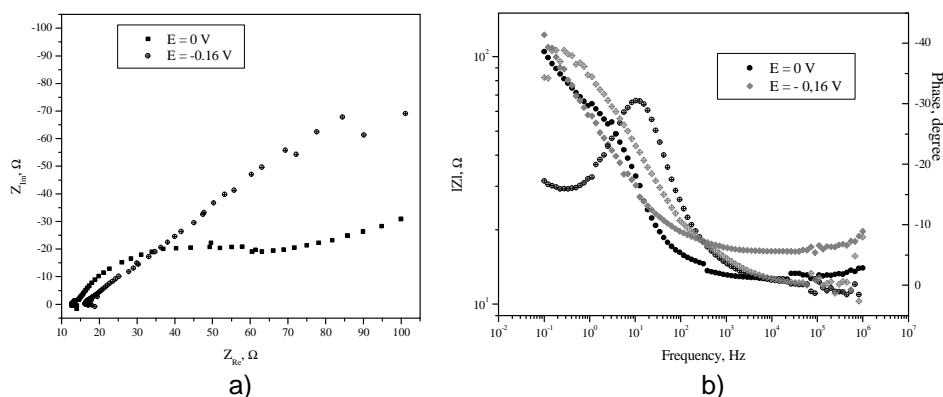 -100
-90
-80
-70
-60
-50
-40
-30
-20
-10
0
Z_Im, Ω
10 20 30 40 50 60 70 80 90 100
Z_Re, Ω
E = 0 V
E = -0.16 V
a)
10²
10¹
|Z|, Ω
10⁻² 10⁻¹ 10⁰ 10¹ 10² 10³ 10⁴ 10⁵ 10⁶ 10⁷
Frequency, Hz
-40
-30
-20
-10
0
Phase, degree
E = 0 V
E = - 0,16 V
b)